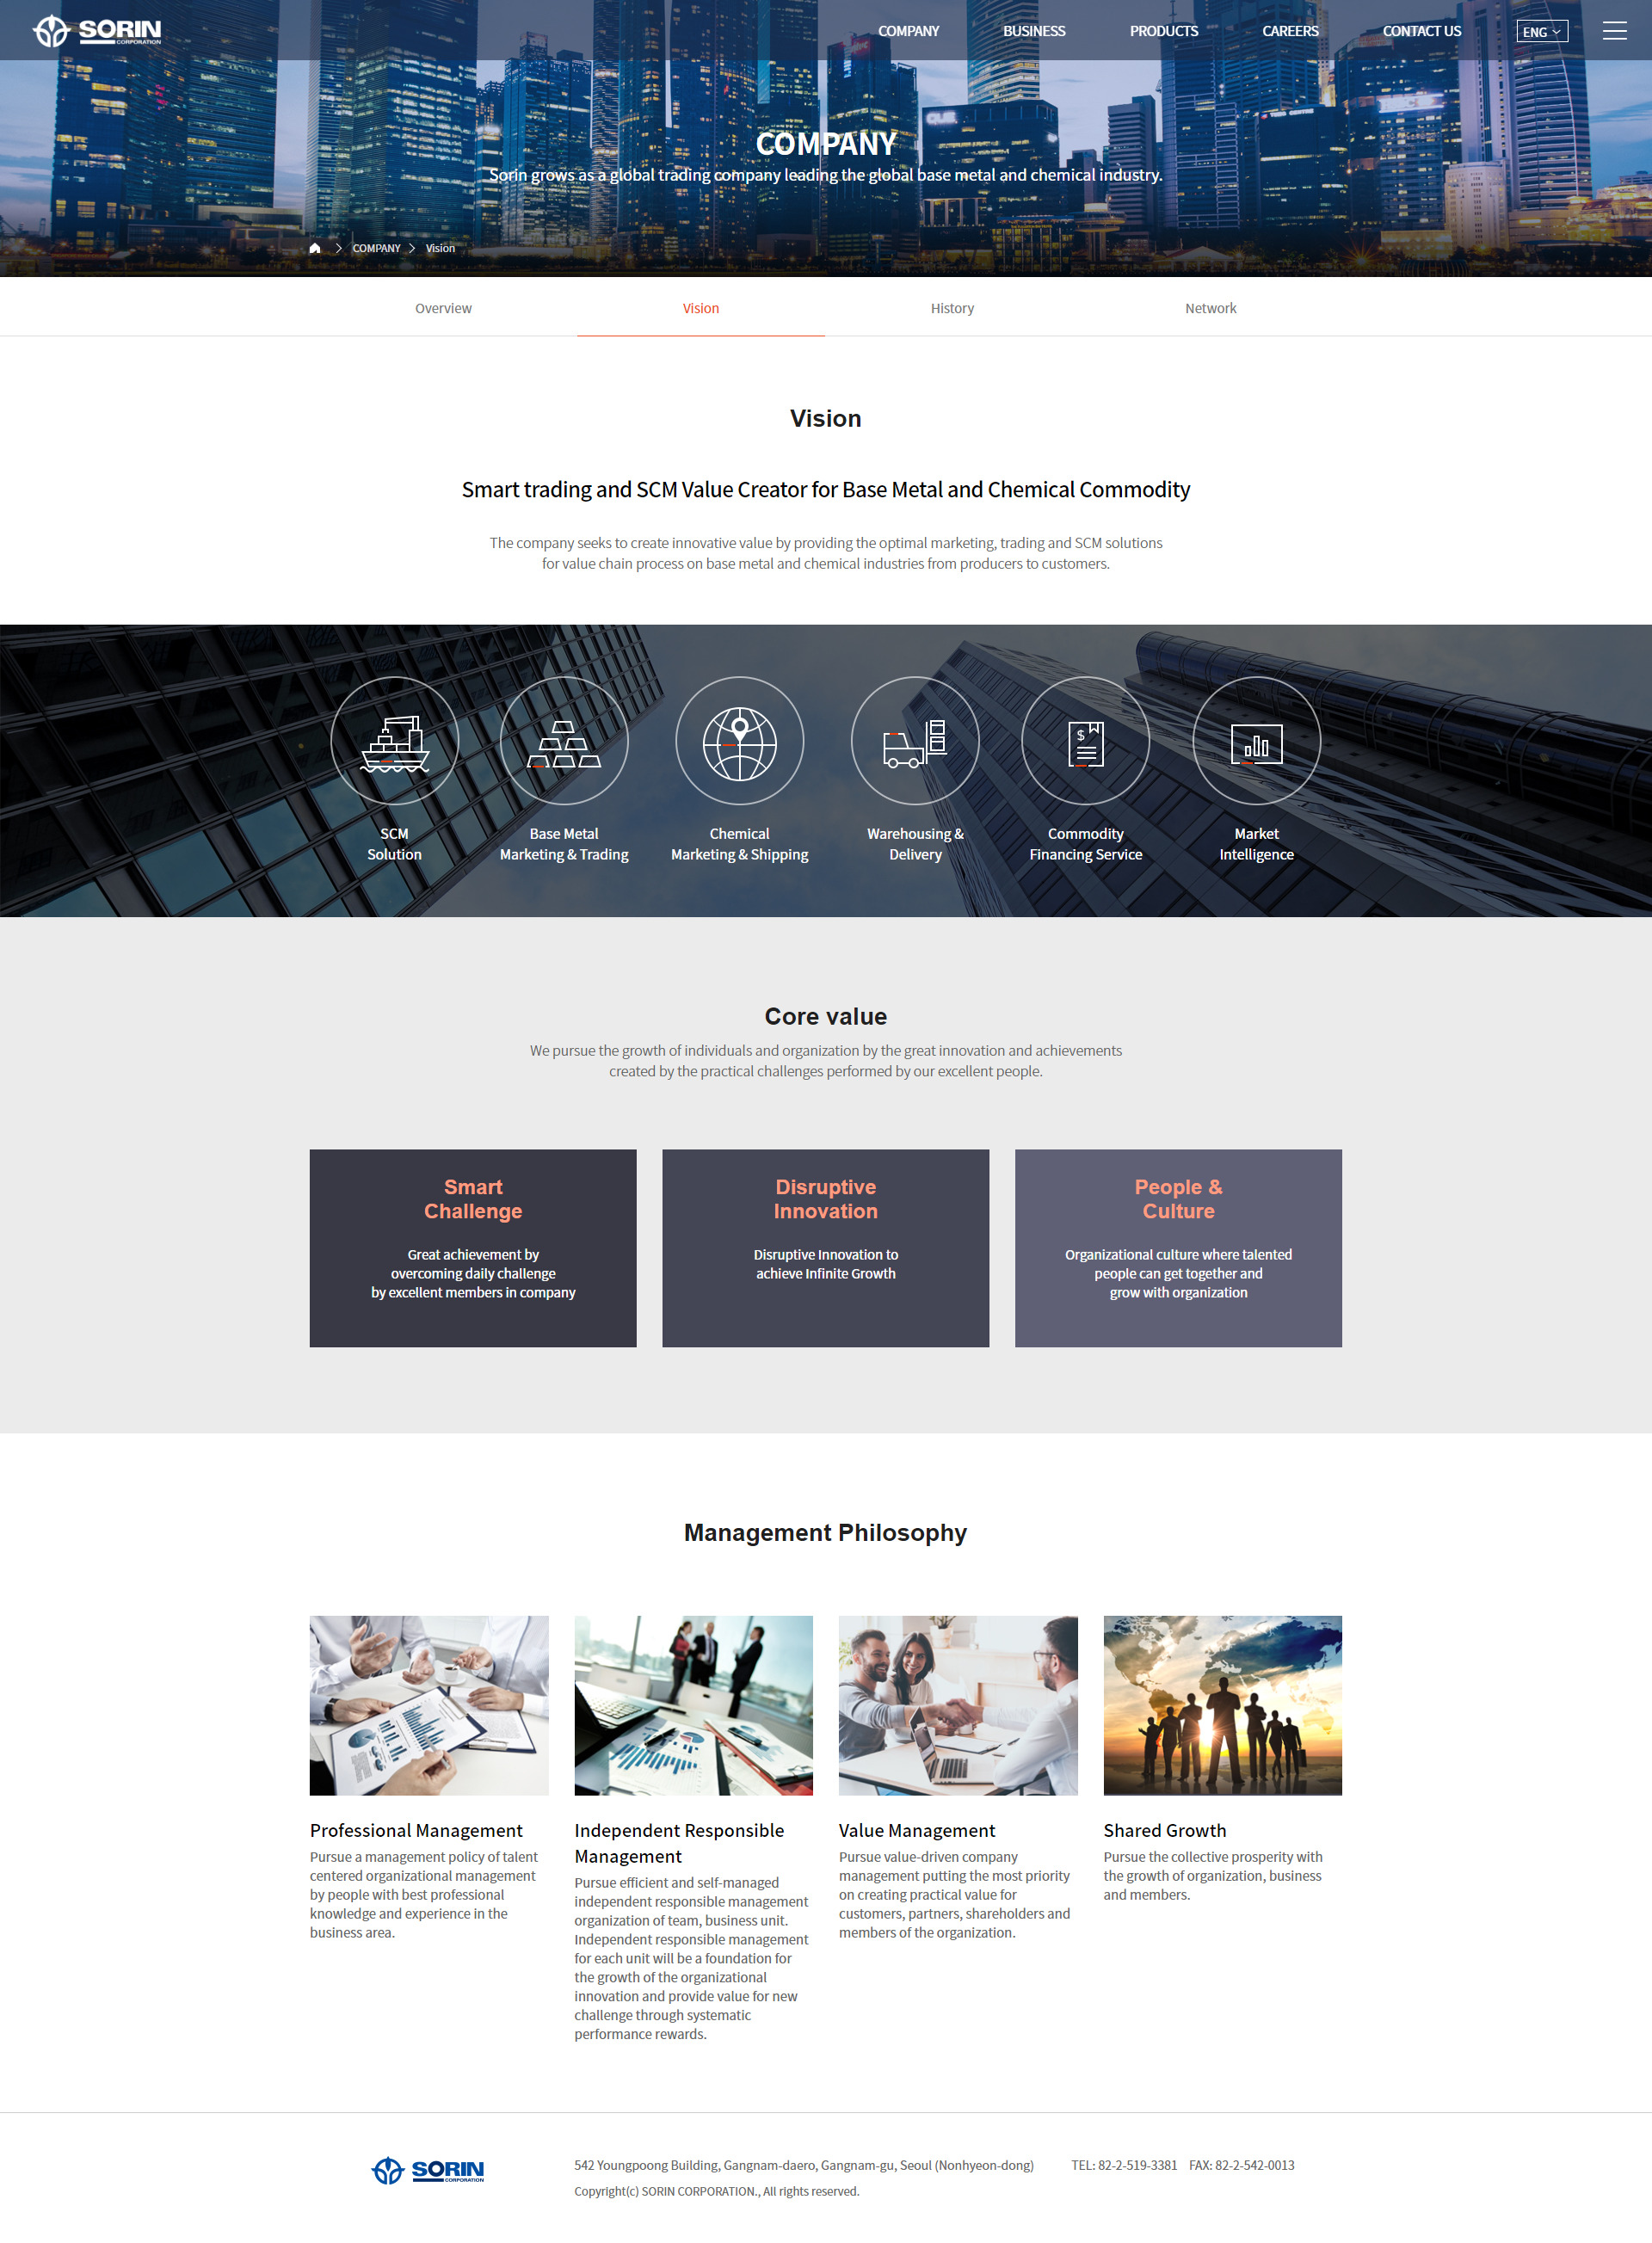 SORIN
CORPORATION
COMPANY
BUSINESS
PRODUCTS
CAREERS
CONTACT US
ENG
COMPANY
Sorin grows as a global trading company leading the global base metal and chemical industry.
COMPANY
Vision
Overview
Vision
History
Network
Vision
Smart trading and SCM Value Creator for Base Metal and Chemical Commodity
The company seeks to create innovative value by providing the optimal marketing, trading and SCM solutions
for value chain process on base metal and chemical industries from producers to customers.
SCM
Solution
Base Metal
Marketing & Trading
Chemical
Marketing & Shipping
Warehousing &
Delivery
Commodity
Financing Service
Market
Intelligence
Core value
We pursue the growth of individuals and organization by the great innovation and achievements
created by the practical challenges performed by our excellent people.
Smart
Challenge
Great achievement by
overcoming daily challenge
by excellent members in company
Disruptive
Innovation
Disruptive Innovation to
achieve Infinite Growth
People &
Culture
Organizational culture where talented
people can get together and
grow with organization
Management Philosophy
Professional Management
Pursue a management policy of talent
centered organizational management
by people with best professional
knowledge and experience in the
business area.
Independent Responsible
Management
Pursue efficient and self-managed
independent responsible management
organization of team, business unit.
Independent responsible management
for each unit will be a foundation for
the growth of the organizational
innovation and provide value for new
challenge through systematic
performance rewards.
Value Management
Pursue value-driven company
management putting the most priority
on creating practical value for
customers, partners, shareholders and
members of the organization.
Shared Growth
Pursue the collective prosperity with
the growth of organization, business
and members.
SORIN
CORPORATION
542 Youngpoong Building, Gangnam-daero, Gangnam-gu, Seoul (Nonhyeon-dong)
TEL: 82-2-519-3381 FAX: 82-2-542-0013
Copyright(c) SORIN CORPORATION., All rights reserved.